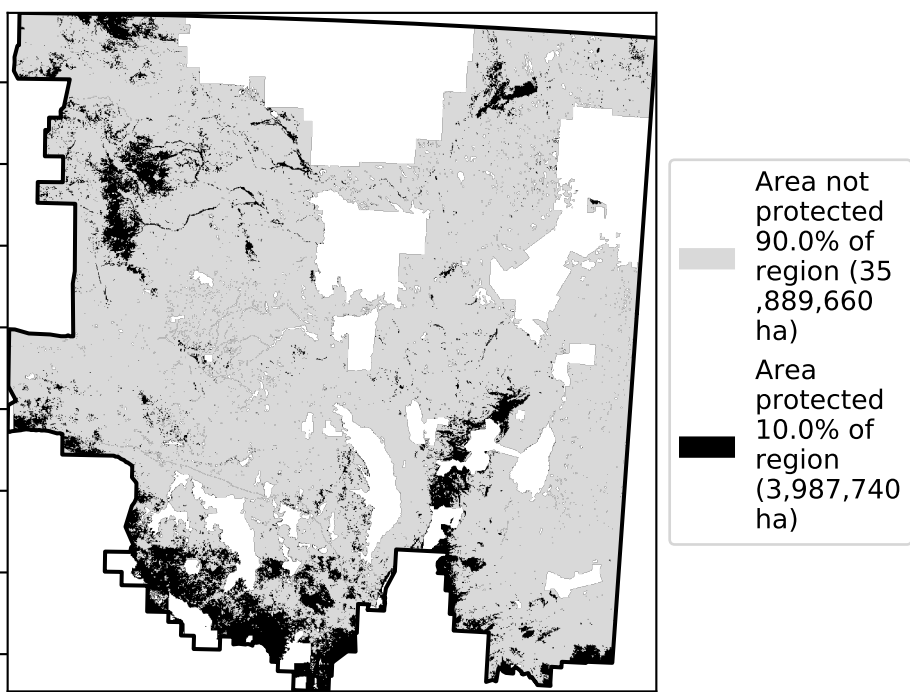 Area not
protected
90.0% of
region (35
,889,660
ha)
Area
protected
10.0% of
region
(3,987,740
ha)